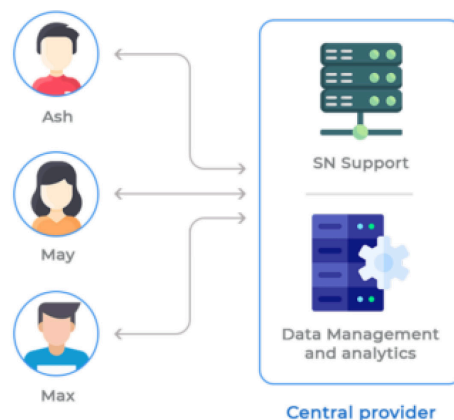 Ash
SN Support
May
Data Management
and analytics
Max
Central provider